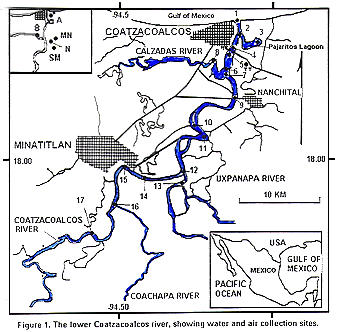 -94.5
Gulf of Mexico
A
B
MN
N
SM
COATZACOALCOS
CALZADAS RIVER
1
2
3
4
5
6
7
8
Pajaritos Lagoon
NANCHITAL
9
10
11
MINATITLAN
18.00
18.00
UXPANAPA RIVER
12
13
14
15
16
17
10 KM
COATZACOALCOS
RIVER
COACHAPA RIVER
-94.50
USA
MEXICO
GULF OF
MEXICO
PACIFIC
OCEAN
Figure 1. The lower Coatzacoalcos river, showing water and air collection sites.